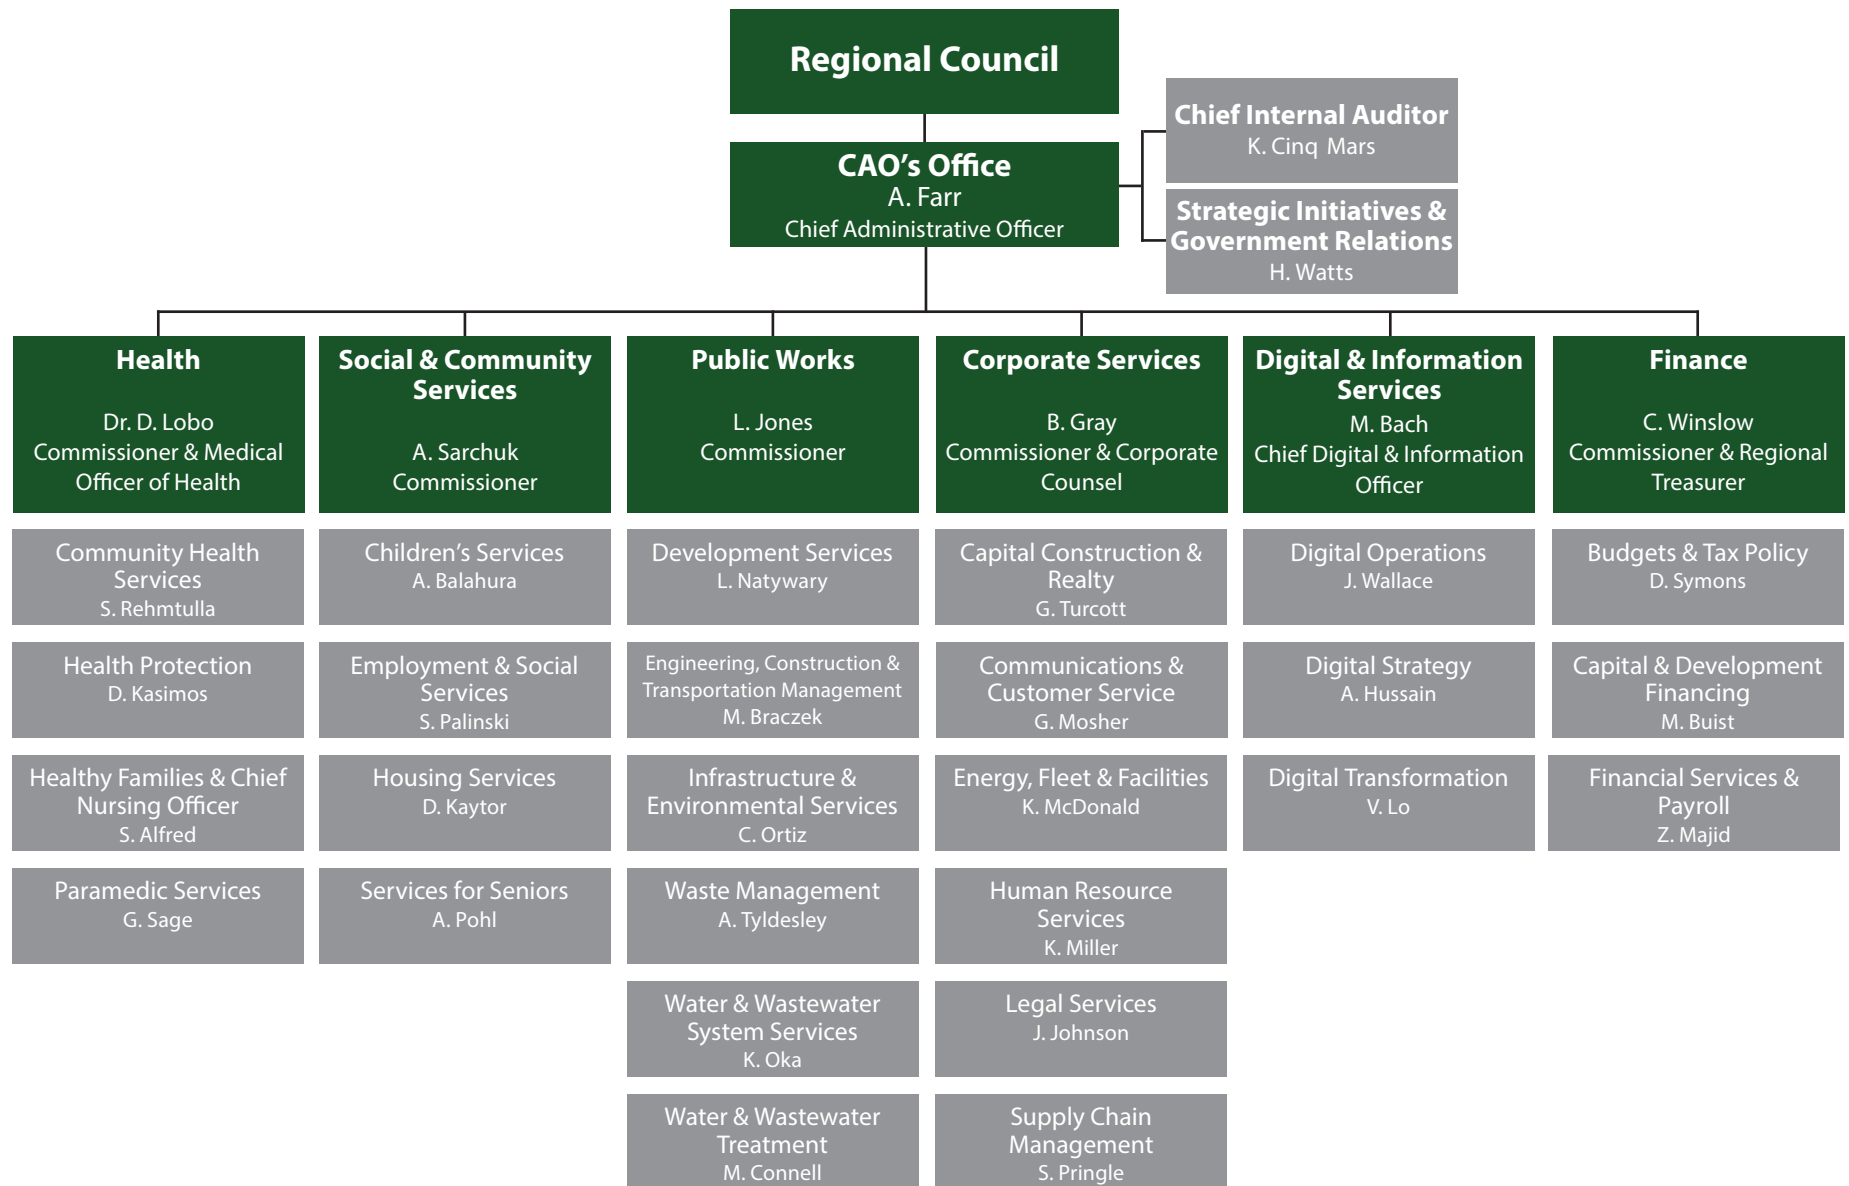 Regional Council
CAO’s Office
A. Farr
Chief Administrative Officer
Chief Internal Auditor
K. Cinq Mars
Strategic Initiatives &
Government Relations
H. Watts
Health
Dr. D. Lobo
Commissioner & Medical
Officer of Health
Community Health
Services
S. Rehmtulla
Health Protection
D. Kasimos
Healthy Families & Chief
Nursing Officer
S. Alfred
Paramedic Services
G. Sage
Social & Community
Services
A. Sarchuk
Commissioner
Children’s Services
A. Balahura
Employment & Social
Services
S. Palinski
Housing Services
D. Kaytor
Services for Seniors
A. Pohl
Public Works
L. Jones
Commissioner
Development Services
L. Natywary
Engineering, Construction &
Transportation Management
M. Braczek
Infrastructure &
Environmental Services
C. Ortiz
Waste Management
A. Tyldesley
Water & Wastewater
System Services
K. Oka
Water & Wastewater
Treatment
M. Connell
Corporate Services
B. Gray
Commissioner & Corporate
Counsel
Capital Construction &
Realty
G. Turcott
Communications &
Customer Service
G. Mosher
Energy, Fleet & Facilities
K. McDonald
Human Resource
Services
K. Miller
Legal Services
J. Johnson
Supply Chain
Management
S. Pringle
Digital & Information
Services
M. Bach
Chief Digital & Information
Officer
Digital Operations
J. Wallace
Digital Strategy
A. Hussain
Digital Transformation
V. Lo
Finance
C. Winslow
Commissioner & Regional
Treasurer
Budgets & Tax Policy
D. Symons
Capital & Development
Financing
M. Buist
Financial Services &
Payroll
Z. Majid